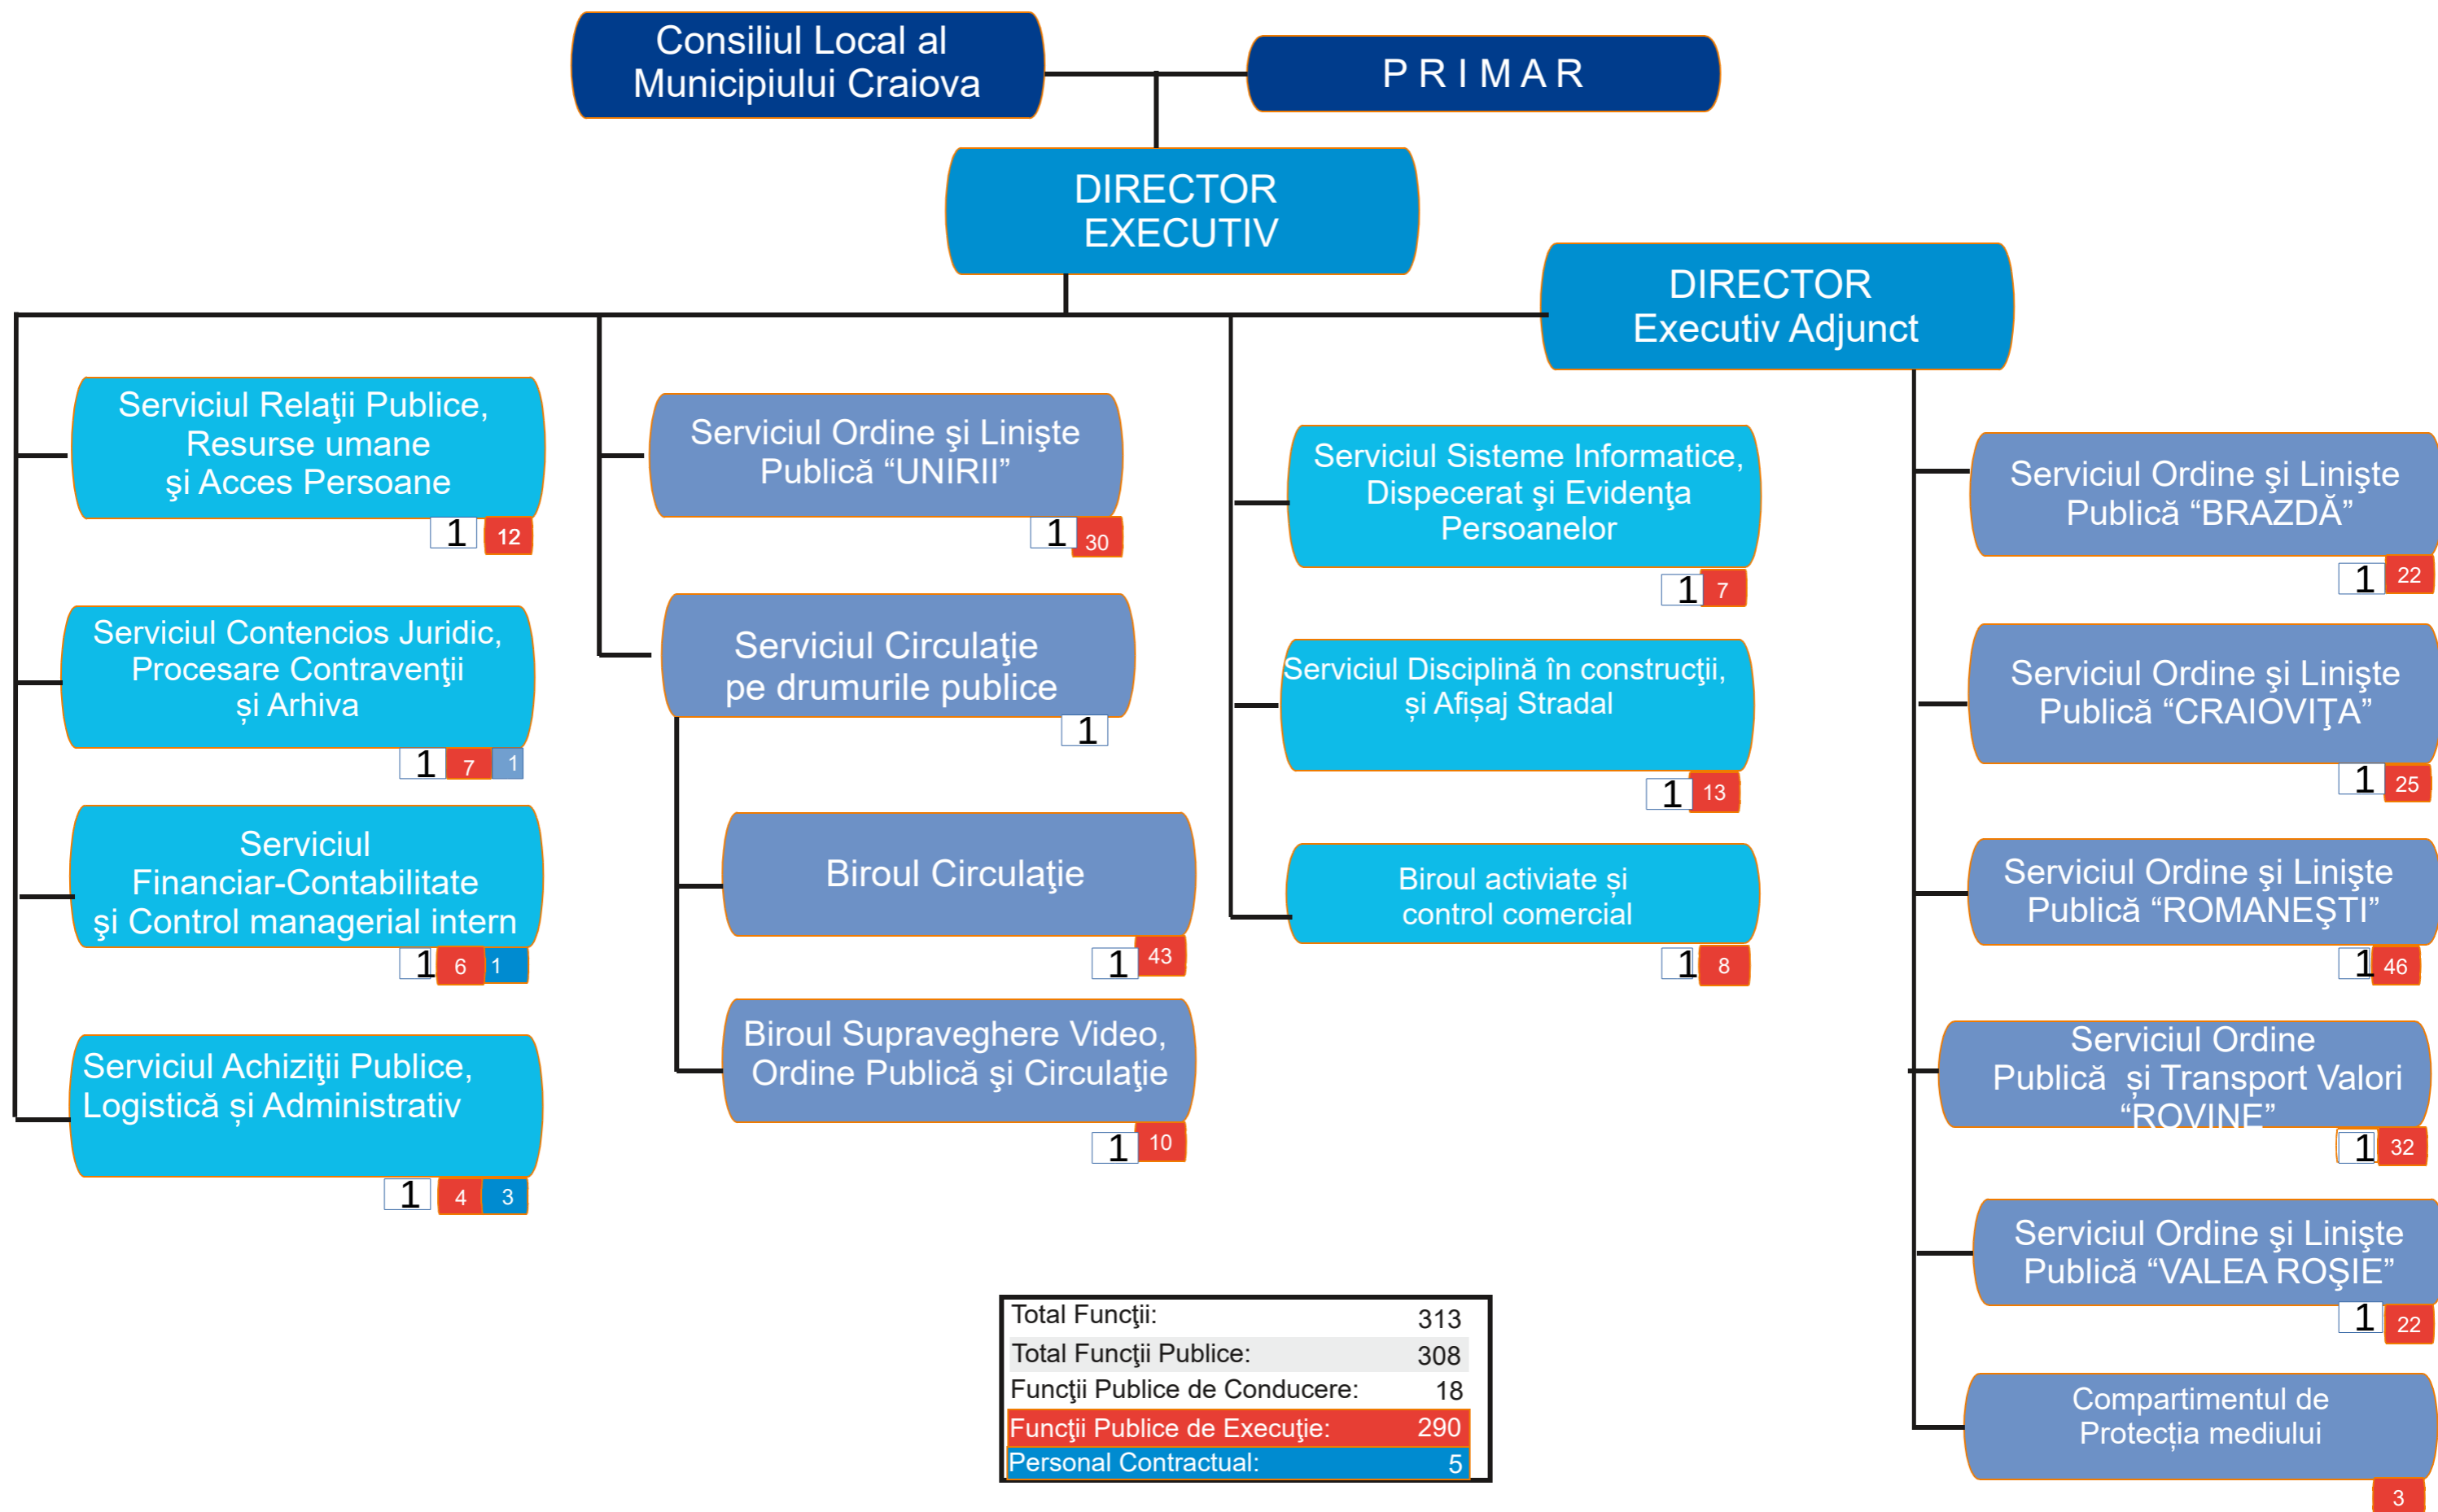 Consiliul Local al
Municipiului Craiova
P R I M A R
DIRECTOR
EXECUTIV
DIRECTOR
Executiv Adjunct
Serviciul Relaţii Publice,
Resurse umane
şi Acces Persoane
1 12
Serviciul Contencios Juridic,
Procesare Contravenţii
și Arhiva
1 7 1
Serviciul
Financiar-Contabilitate
şi Control managerial intern
1 6 1
Serviciul Achiziţii Publice,
Logistică și Administrativ
1 4 3
Serviciul Ordine şi Linişte
Publică “UNIRII”
1 30
Serviciul Circulaţie
pe drumurile publice
1
Biroul Circulaţie
1 43
Biroul Supraveghere Video,
Ordine Publică şi Circulaţie
1 10
Serviciul Sisteme Informatice,
Dispecerat şi Evidenţa
Persoanelor
1 7
Serviciul Disciplină în construcţii,
și Afișaj Stradal
1 13
Biroul activiate și
control comercial
1 8
Serviciul Ordine şi Linişte
Publică “BRAZDĂ”
1 22
Serviciul Ordine şi Linişte
Publică “CRAIOVIŢA”
1 25
Serviciul Ordine şi Linişte
Publică “ROMANEŞTI”
1 46
Serviciul Ordine
Publică și Transport Valori
“ROVINE”
1 32
Serviciul Ordine şi Linişte
Publică “VALEA ROŞIE”
1 22
Compartimentul de
Protecția mediului
3
Total Funcţii: 313
Total Funcţii Publice: 308
Funcţii Publice de Conducere: 18
Funcţii Publice de Execuţie: 290
Personal Contractual: 5